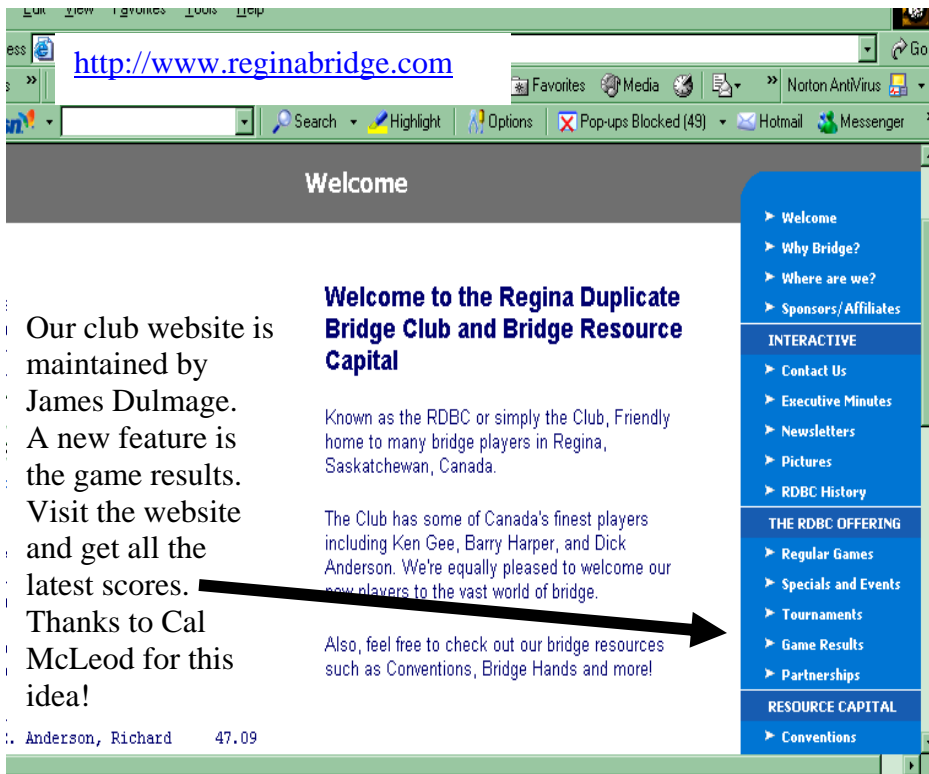 Edit View Favorites Tools Help
ess Go
http://www.reginabridge.com
s » Favorites Media » Norton AntiVirus
Search Highlight Options Pop-ups Blocked (49) Hotmail Messenger
Welcome
Welcome to the Regina Duplicate
Bridge Club and Bridge Resource
Capital
Known as the RDBC or simply the Club, Friendly
home to many bridge players in Regina,
Saskatchewan, Canada.
The Club has some of Canada's finest players
including Ken Gee, Barry Harper, and Dick
Anderson. We're equally pleased to welcome our
new players to the vast world of bridge.
Also, feel free to check out our bridge resources
such as Conventions, Bridge Hands and more!
Our club website is
maintained by
James Dulmage.
A new feature is
the game results.
Visit the website
and get all the
latest scores.
Thanks to Cal
McLeod for this
idea!
Anderson, Richard 47.09
Welcome
Why Bridge?
Where are we?
Sponsors/Affiliates
INTERACTIVE
Contact Us
Executive Minutes
Newsletters
Pictures
RDBC History
THE RDBC OFFERING
Regular Games
Specials and Events
Tournaments
Game Results
Partnerships
RESOURCE CAPITAL
Conventions